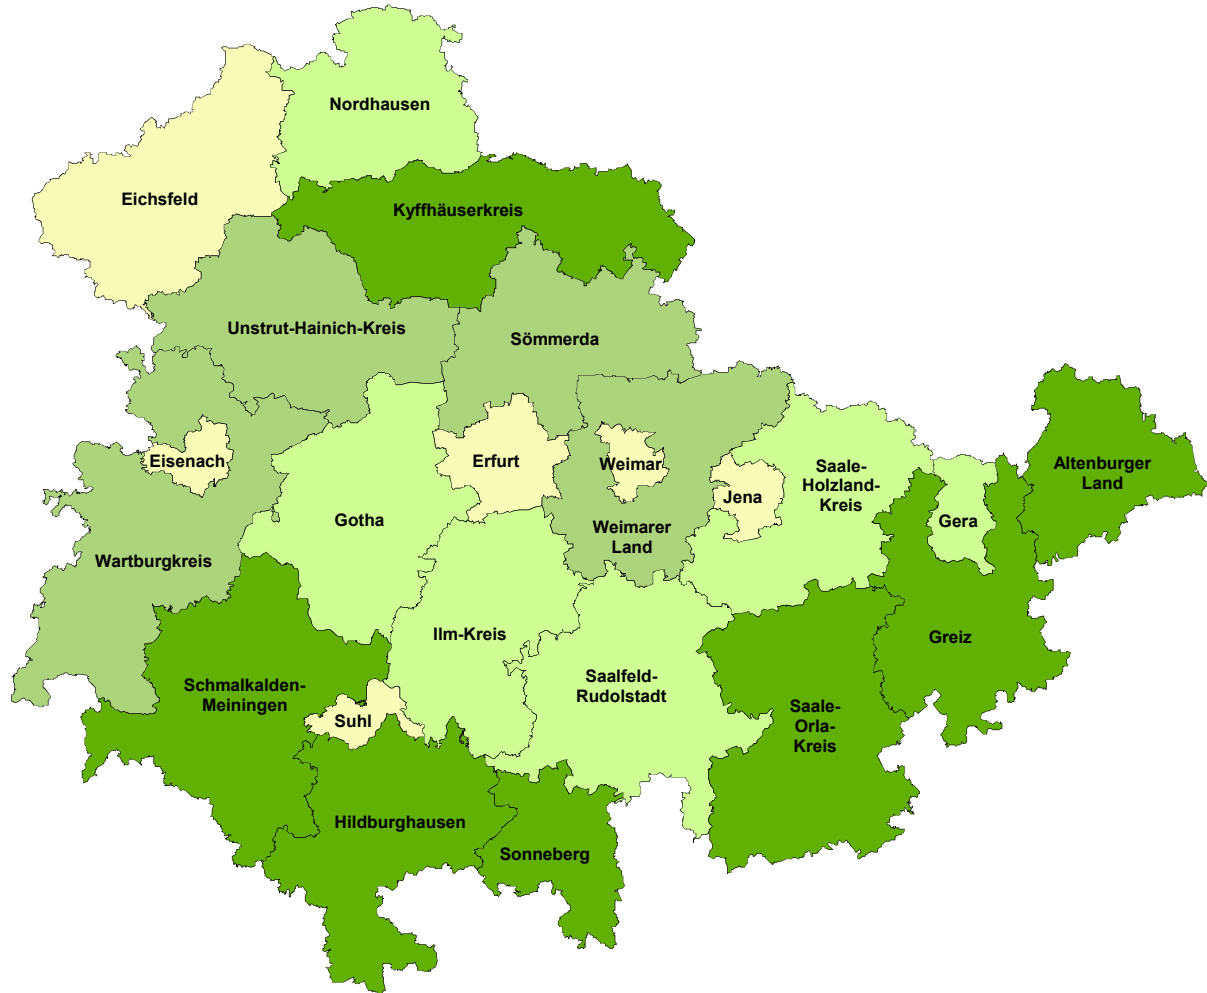 Nordhausen
Eichsfeld
Kyffhäuserkreis
Unstrut-Hainich-Kreis
Sömmerda
Eisenach
Erfurt
Weimar
Jena
Saale-
Holzland-
Kreis
Altenburger
Land
Gotha
Gera
Weimarer
Land
Wartburgkreis
Ilm-Kreis
Greiz
Schmalkalden-
Meiningen
Saalfeld-
Rudolstadt
Suhl
Saale-
Orla-
Kreis
Hildburghausen
Sonneberg